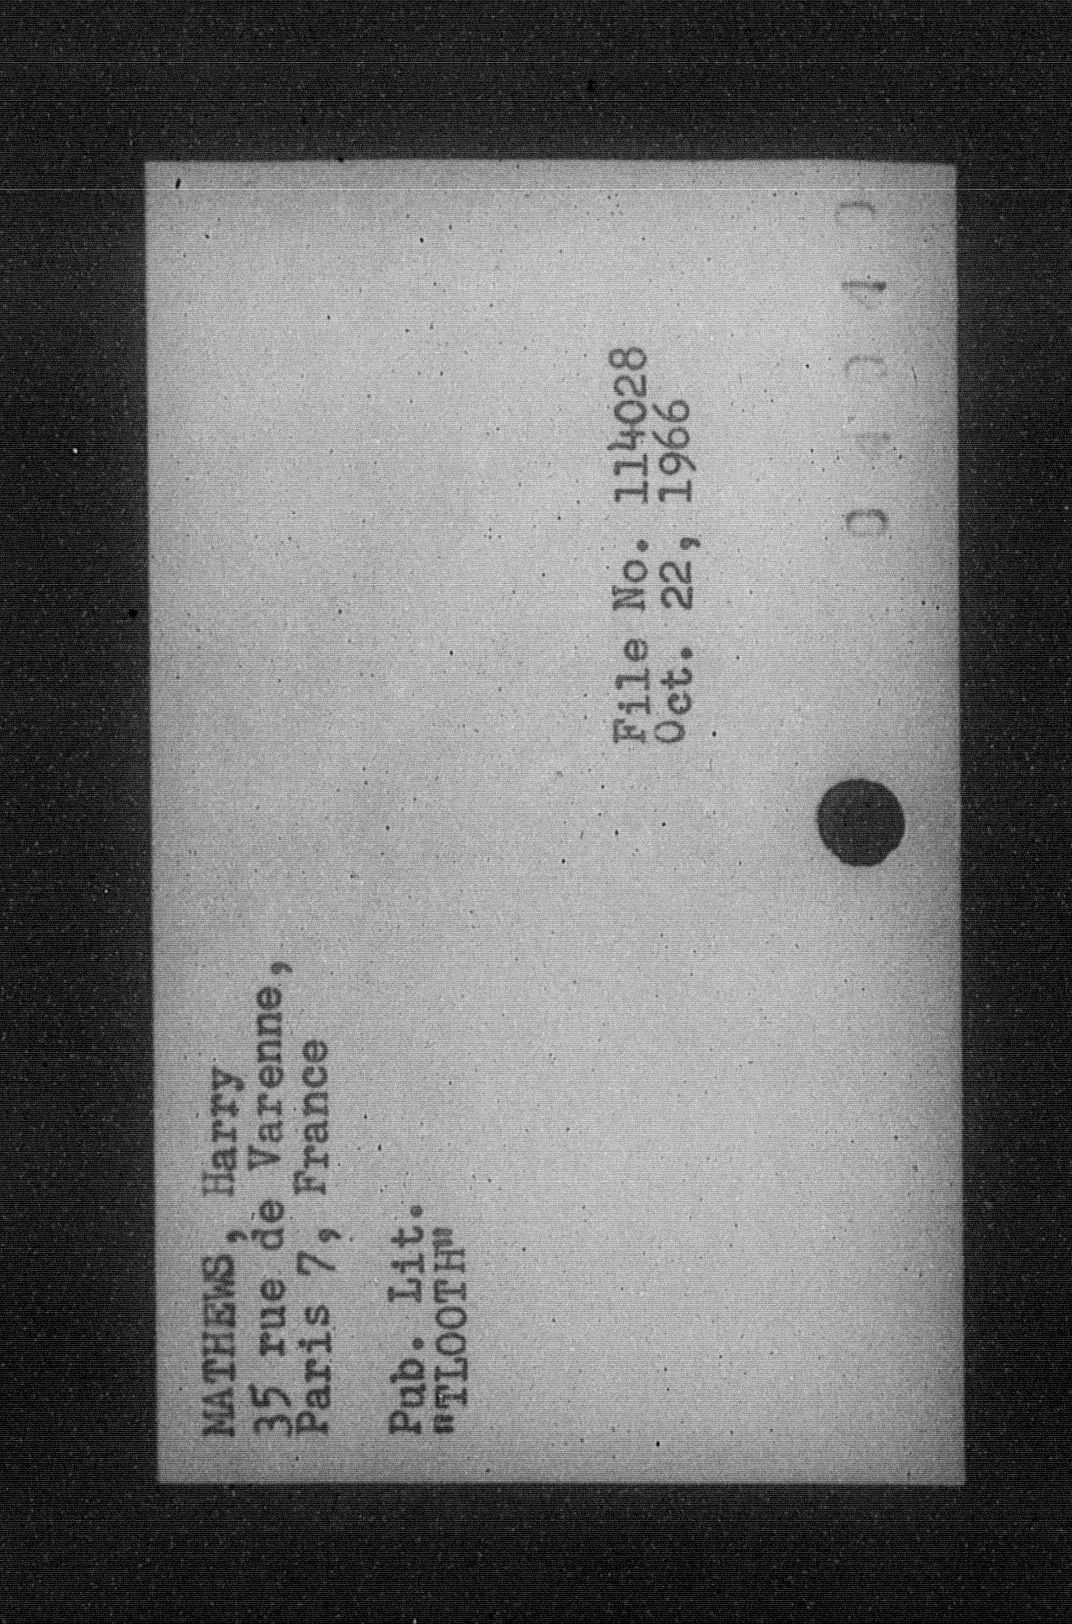 MATHEWS, Harry
35 rue de Varenne,
Paris 7, France
Pub. Lit.
"TLOOTH"
File No. 114028
Oct. 22, 1966